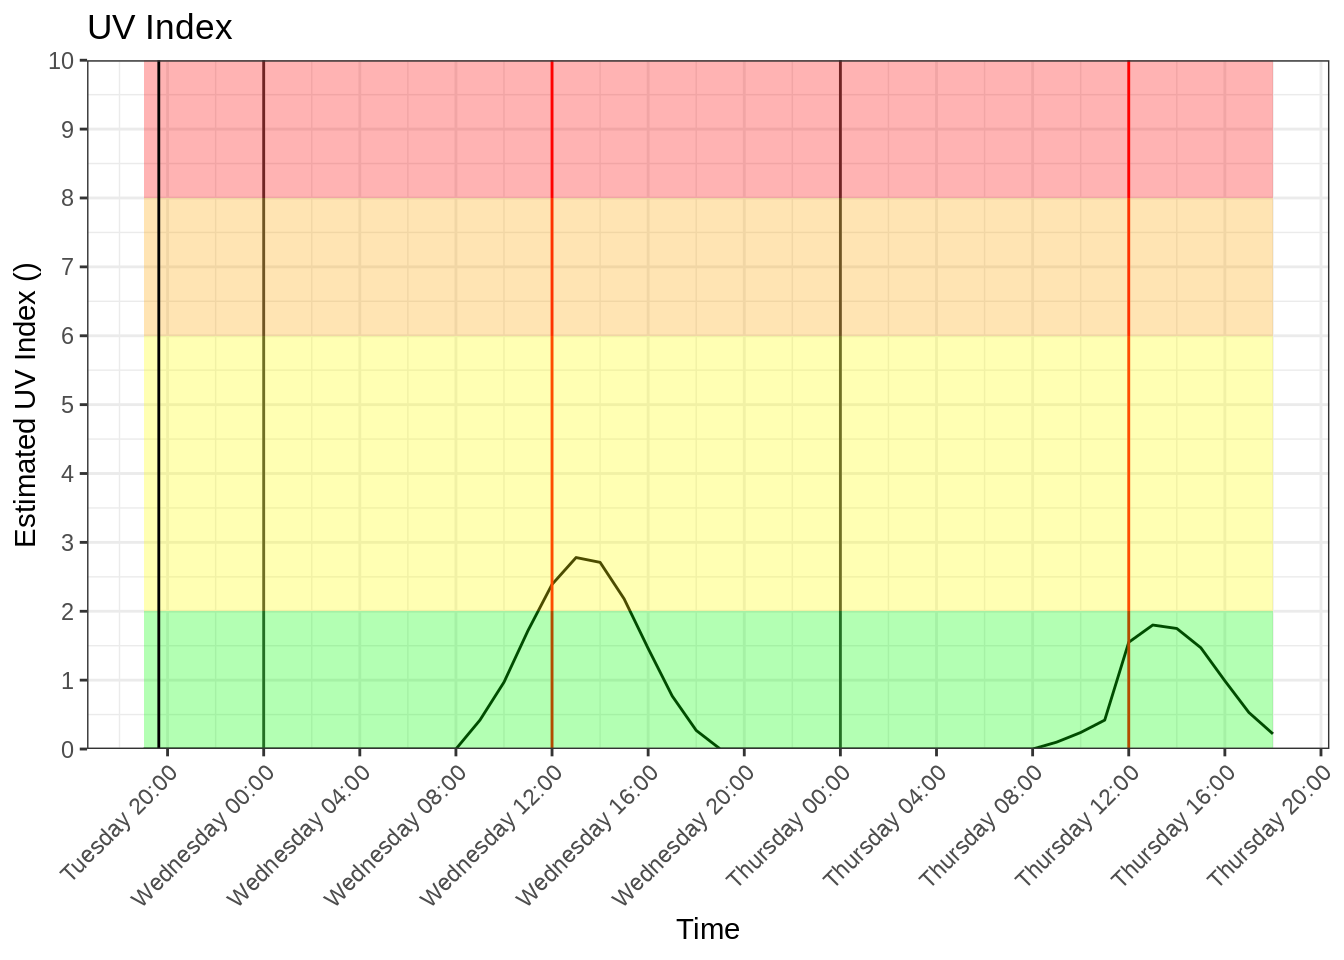 UV Index
10
9
8
7
6
5
4
3
2
1
0
Estimated UV Index ()
Tuesday 20:00
Wednesday 00:00
Wednesday 04:00
Wednesday 08:00
Wednesday 12:00
Wednesday 16:00
Wednesday 20:00
Thursday 00:00
Thursday 04:00
Thursday 08:00
Thursday 12:00
Thursday 16:00
Thursday 20:00
Time